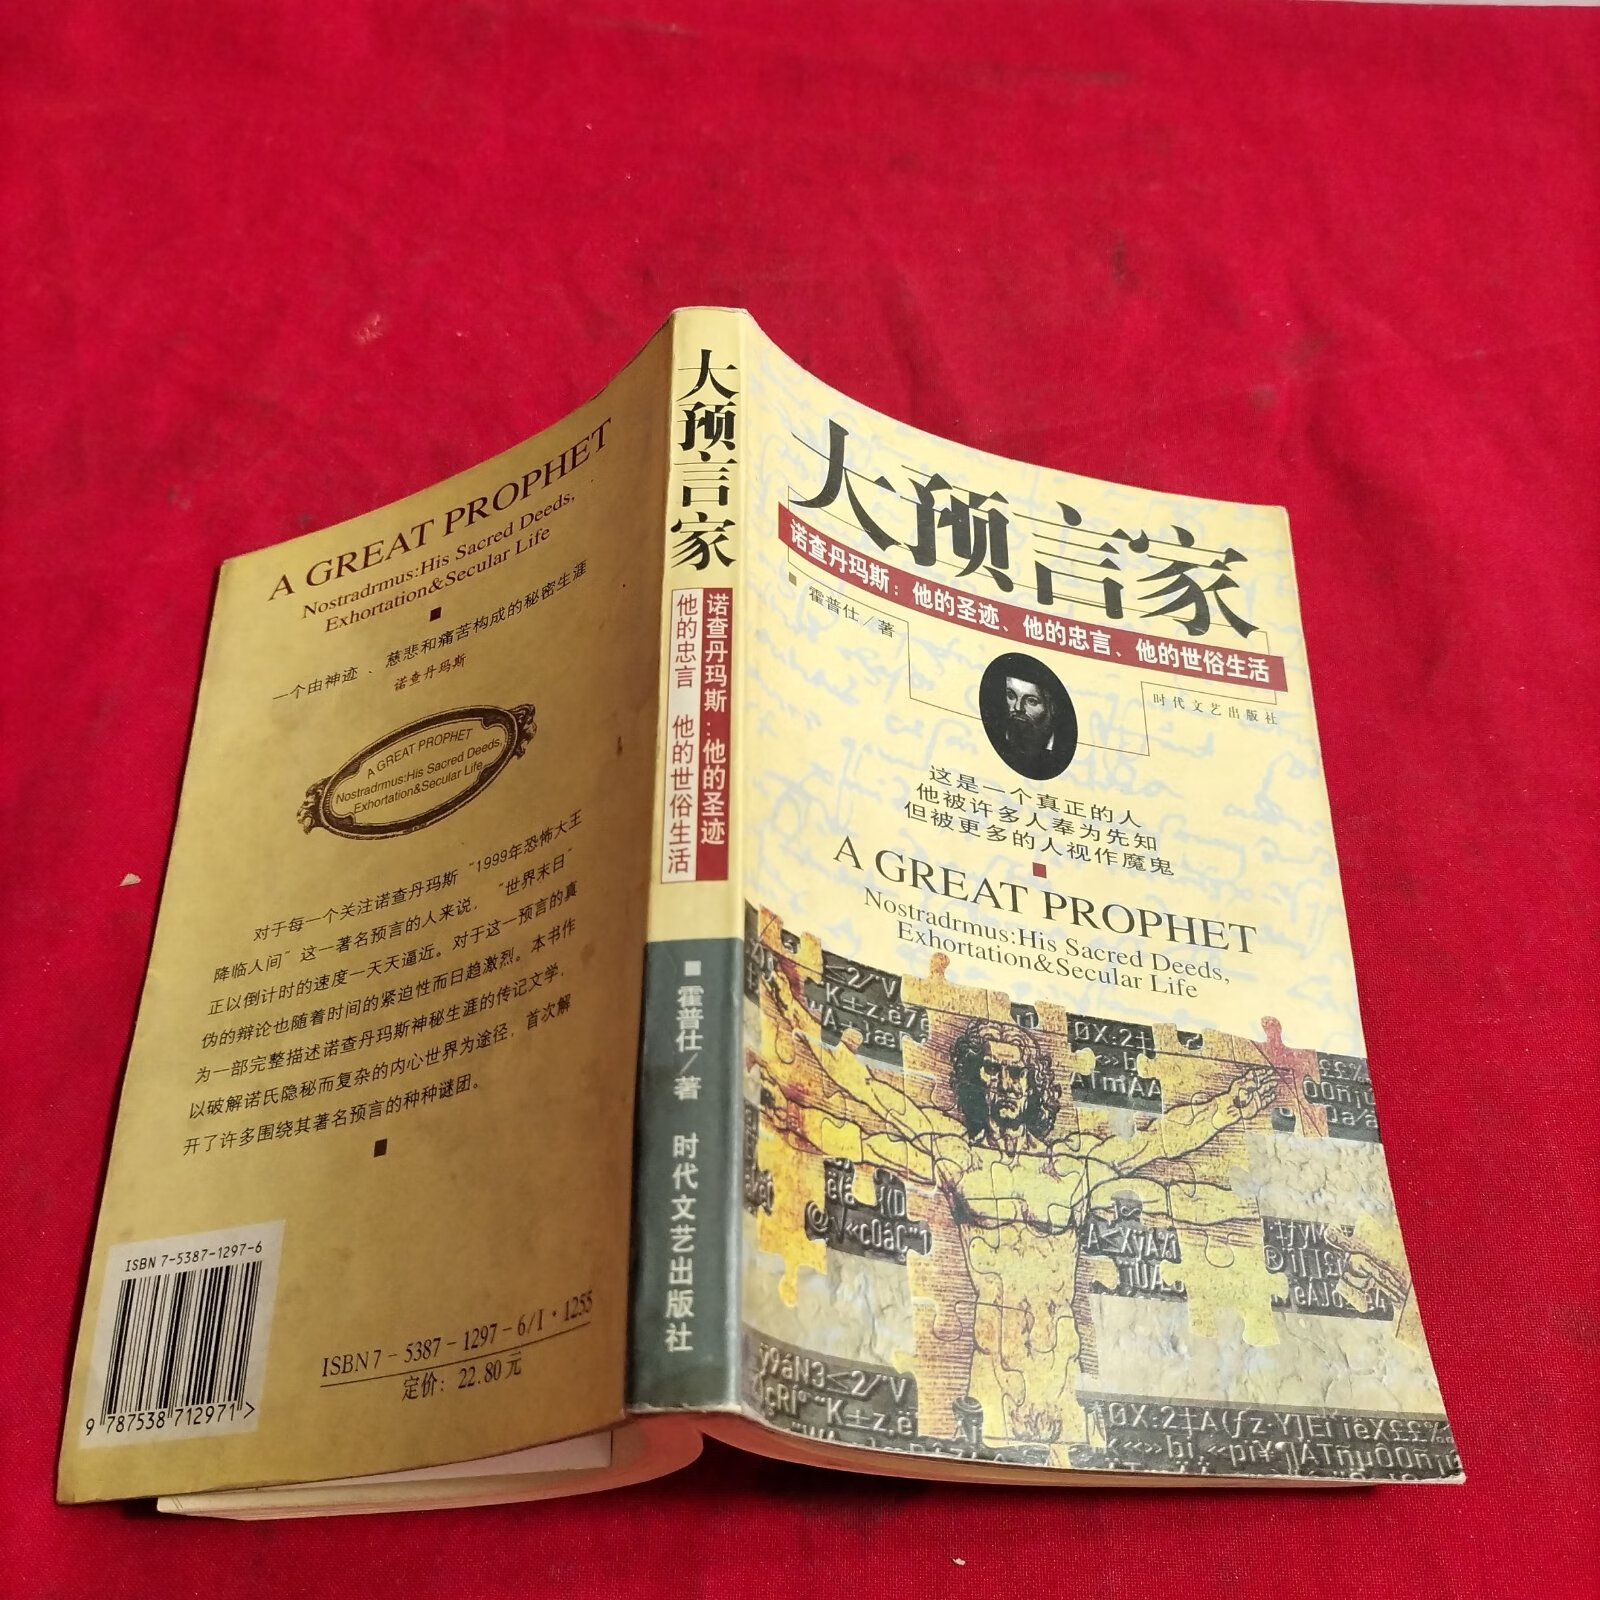 大预言家
诺查丹玛斯：他的圣迹、他的忠言、他的世俗生活
■霍普仕／著
时代文艺出版社
这是一个真正的人
他被许多人奉为先知
但被更多的人视作魔鬼
A GREAT PROPHET
Nostradrmus:His Sacred Deeds,
Exhortation&Secular Life
大预言家
诺查丹玛斯：他的圣迹
他的忠言 他的世俗生活
■霍普仕／著
时代文艺出版社
A GREAT PROPHET
Nostradrmus:His Sacred Deeds,
Exhortation&Secular Life
一个由神迹、慈悲和痛苦构成的秘密生涯
诺查丹玛斯
A GREAT PROPHET
Nostradrmus:His Sacred Deeds,
Exhortation&Secular Life
对于每一个关注诺查丹玛斯“1999年恐怖大王
降临人间”这一著名预言的人来说，“世界末日”
正以倒计时的速度一天天逼近。对于这一预言的真
伪的辩论也随着时间的紧迫性而日趋激烈。本书作
为一部完整描述诺查丹玛斯神秘生涯的传记文学，
以破解诺氏隐秘而复杂的内心世界为途径，首次解
开了许多围绕其著名预言的种种谜团。
ISBN 7-5387-1297-6
9 787538 712971 >
ISBN 7－5387－1297－6/I·1255
定价：22.80元